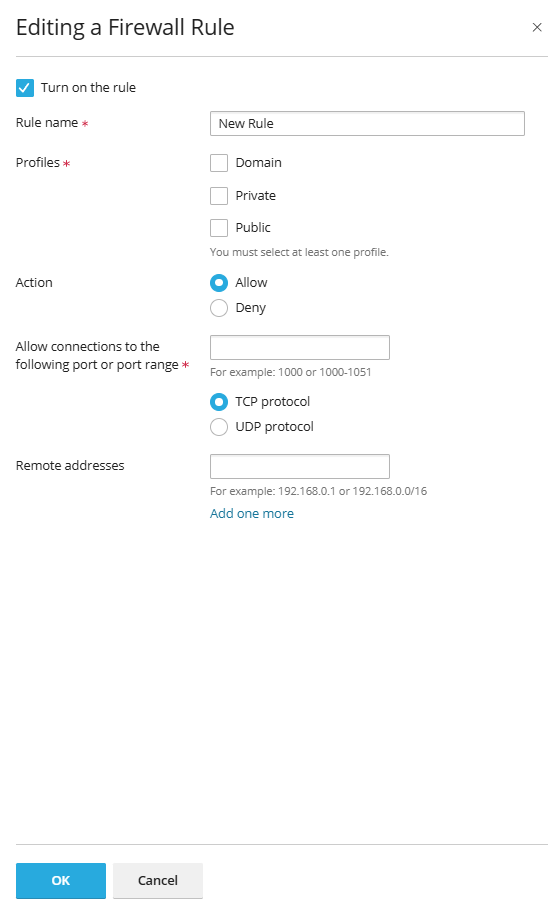 Editing a Firewall Rule
Turn on the rule
Rule name *
New Rule
Profiles *
Domain
Private
Public
You must select at least one profile.
Action
Allow
Deny
Allow connections to the
following port or port range *
For example: 1000 or 1000-1051
TCP protocol
UDP protocol
Remote addresses
For example: 192.168.0.1 or 192.168.0.0/16
Add one more
OK
Cancel